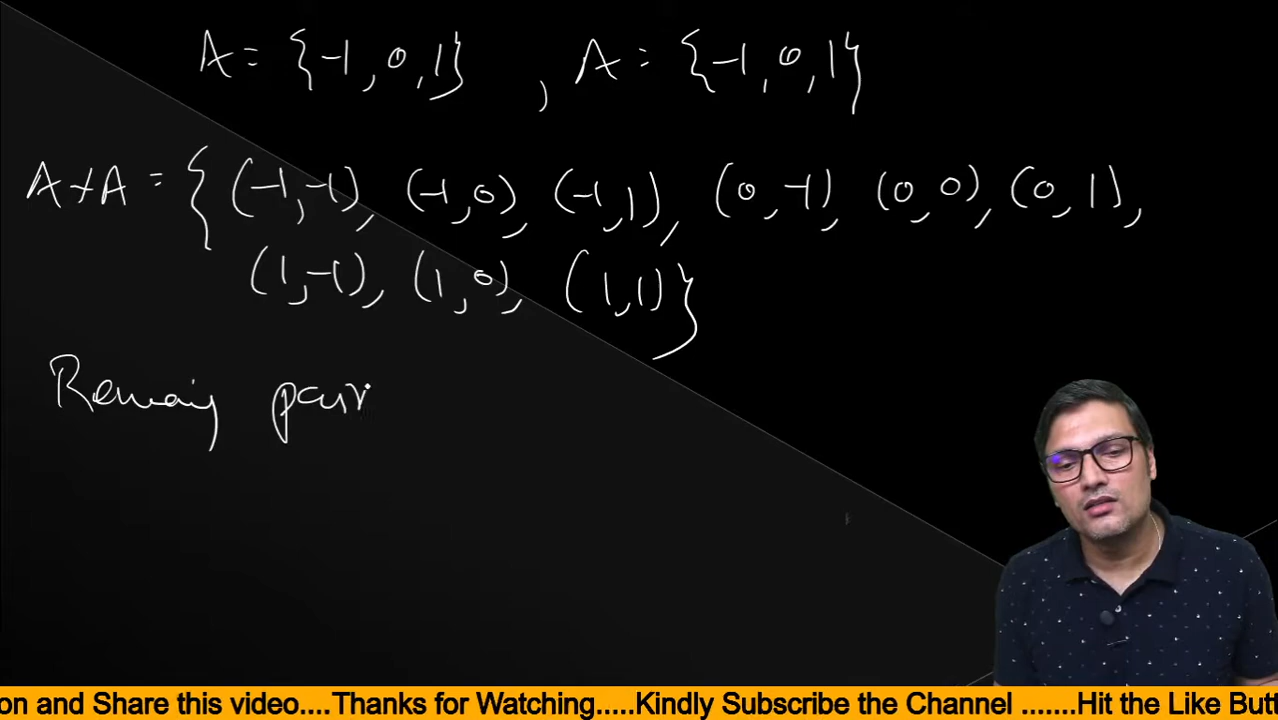 A = {-1, 0, 1} , A = {-1, 0, 1}
A×A = { (-1, -1), (-1, 0), (-1, 1), (0, -1), (0, 0), (0, 1),
(1, -1), (1, 0), (1, 1) }
Remaing pair
on and Share this video....Thanks for Watching.....Kindly Subscribe the Channel .......Hit the Like But